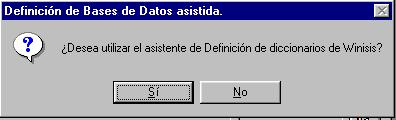 Definición de Bases de Datos asistida.
¿Desea utilizar el asistente de Definición de diccionarios de Winisis?
Sí
No